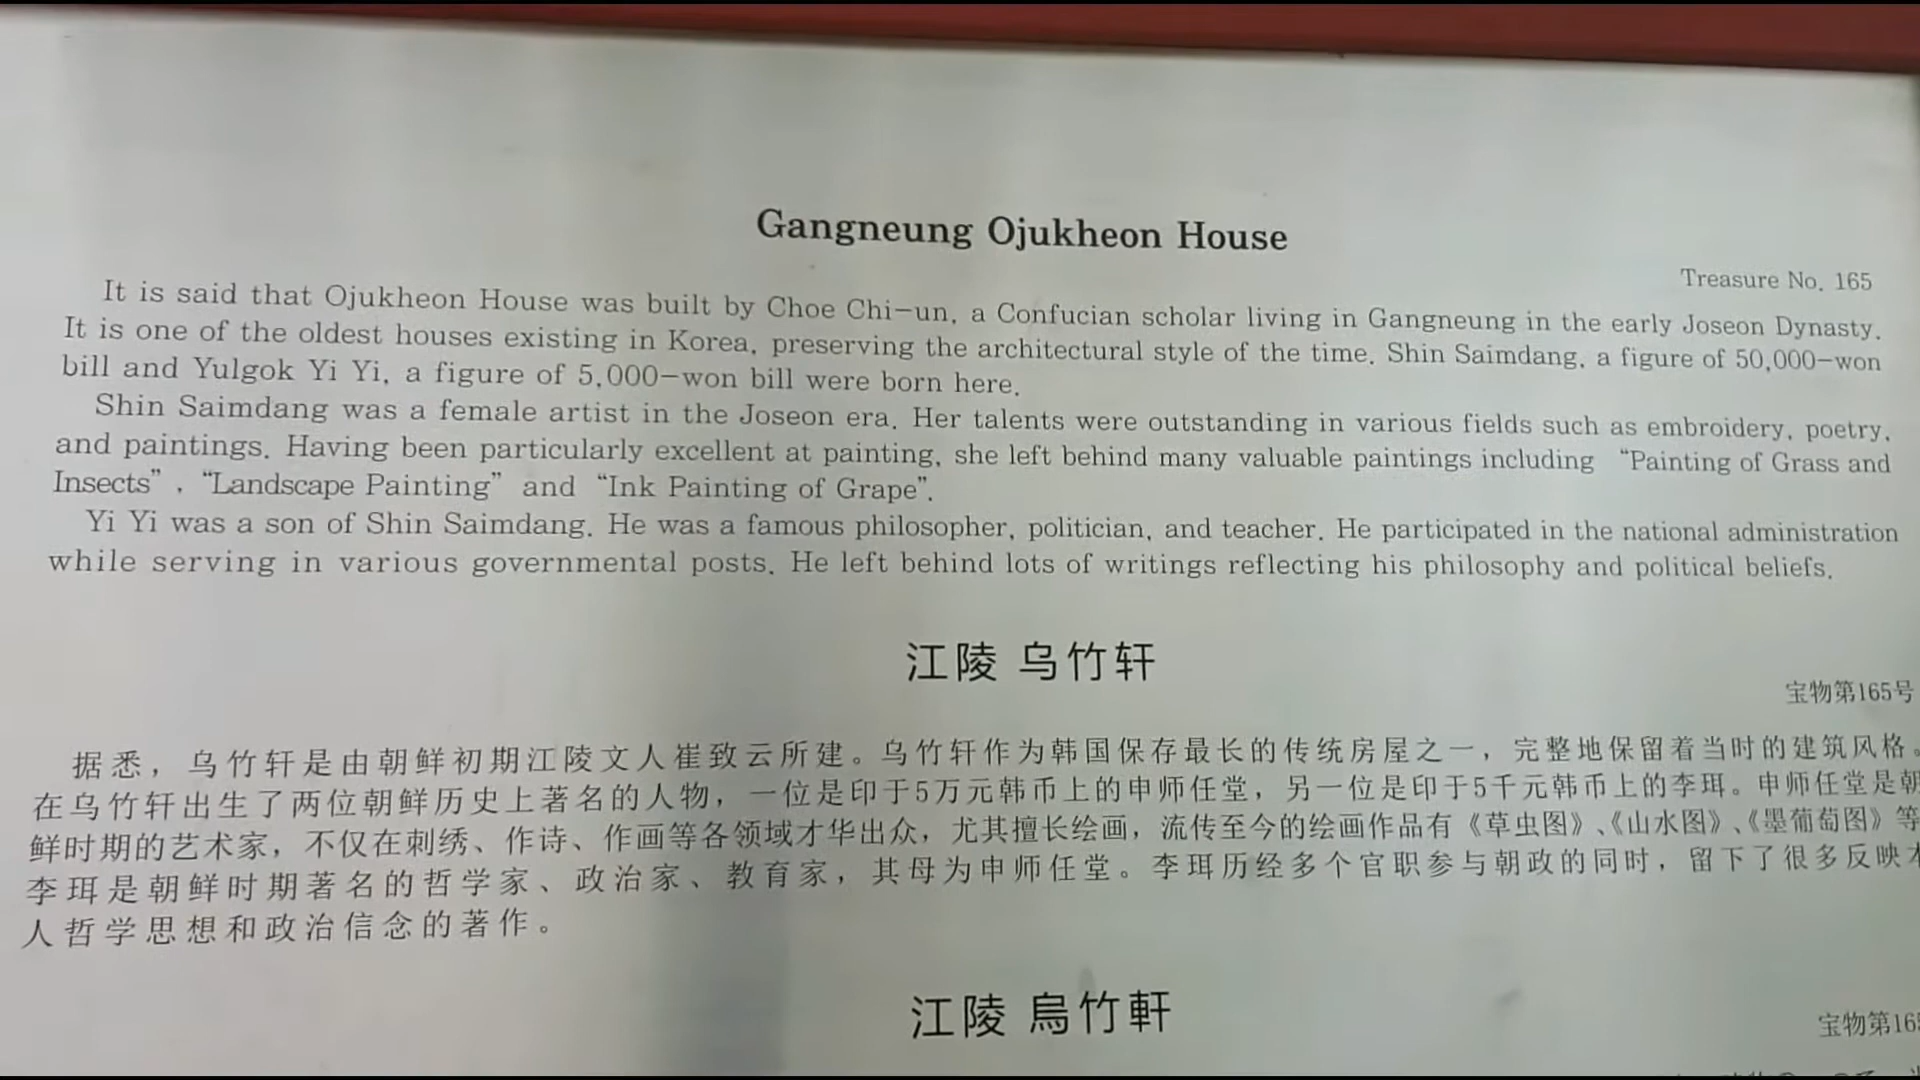 Gangneung Ojukheon House
Treasure No. 165
It is said that Ojukheon House was built by Choe Chi-un, a Confucian scholar living in Gangneung in the early Joseon Dynasty.
It is one of the oldest houses existing in Korea, preserving the architectural style of the time. Shin Saimdang, a figure of 50,000-won
bill and Yulgok Yi Yi, a figure of 5,000-won bill were born here.
Shin Saimdang was a female artist in the Joseon era. Her talents were outstanding in various fields such as embroidery, poetry,
and paintings. Having been particularly excellent at painting, she left behind many valuable paintings including “Painting of Grass and
Insects”, “Landscape Painting” and “Ink Painting of Grape”.
Yi Yi was a son of Shin Saimdang. He was a famous philosopher, politician, and teacher. He participated in the national administration
while serving in various governmental posts. He left behind lots of writings reflecting his philosophy and political beliefs.
江陵 乌竹轩
宝物第165号
据悉，乌竹轩是由朝鲜初期江陵文人崔致云所建。乌竹轩作为韩国保存最长的传统房屋之一，完整地保留着当时的建筑风格。
在乌竹轩出生了两位朝鲜历史上著名的人物，一位是印于5万元韩币上的申师任堂，另一位是印于5千元韩币上的李珥。申师任堂是朝
鲜时期的艺术家，不仅在刺绣、作诗、作画等各领域才华出众，尤其擅长绘画，流传至今的绘画作品有《草虫图》、《山水图》、《墨葡萄图》等
李珥是朝鲜时期著名的哲学家、政治家、教育家，其母为申师任堂。李珥历经多个官职参与朝政的同时，留下了很多反映本
人哲学思想和政治信念的著作。
江陵 烏竹軒
宝物第165